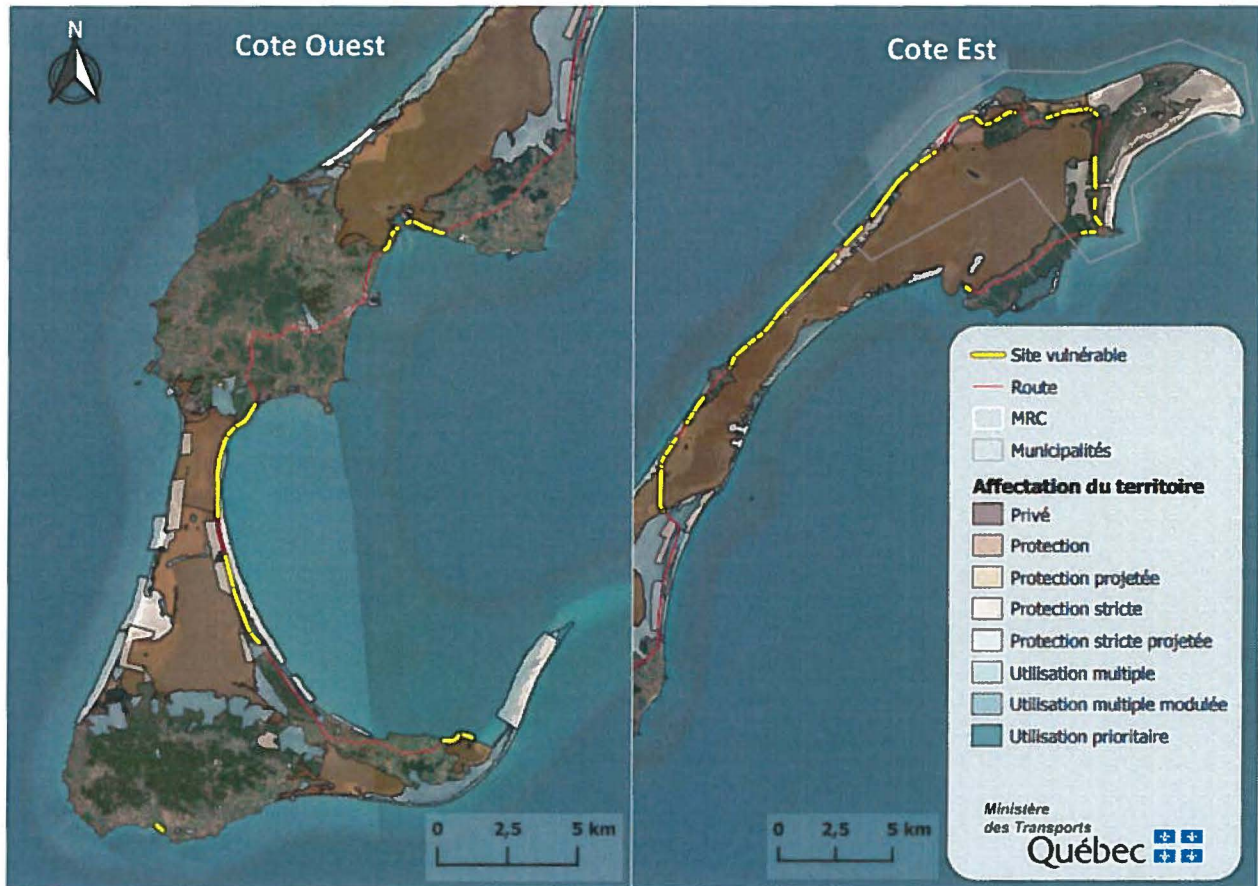 N
Cote Ouest
Cote Est
Site vulnérable
Route
MRC
Municipalités
Affectation du territoire
Privé
Protection
Protection projetée
Protection stricte
Protection stricte projetée
Utilisation multiple
Utilisation multiple modulée
Utilisation prioritaire
Ministère
des Transports
Québec
0 2,5 5 km
0 2,5 5 km